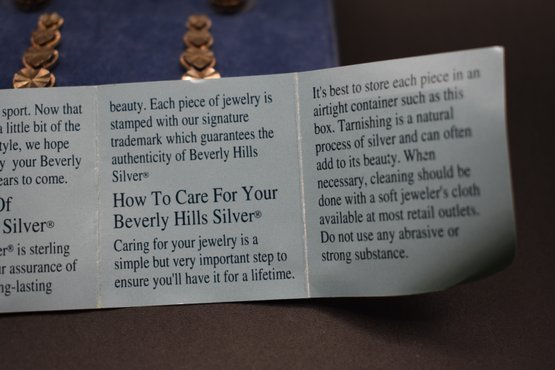 sport. Now that
a little bit of the
style, we hope
your Beverly
ears to come.
Of
Silver®
er® is sterling
ur assurance of
ng-lasting
beauty. Each piece of jewelry is
stamped with our signature
trademark which guarantees the
authenticity of Beverly Hills
Silver®
How To Care For Your
Beverly Hills Silver®
Caring for your jewelry is a
simple but very important step to
ensure you'll have it for a lifetime.
It's best to store each piece in an
airtight container such as this
box. Tarnishing is a natural
process of silver and can often
add to its beauty. When
necessary, cleaning should be
done with a soft jeweler's cloth
available at most retail outlets.
Do not use any abrasive or
strong substance.